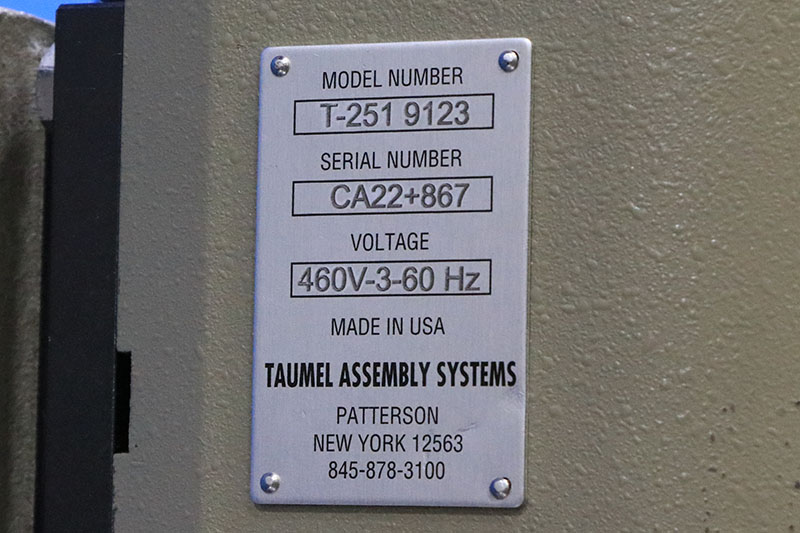 MODEL NUMBER
T-251 9123
SERIAL NUMBER
CA22+867
VOLTAGE
460V-3-60 Hz
MADE IN USA
TAUMEL ASSEMBLY SYSTEMS
PATTERSON
NEW YORK 12563
845-878-3100